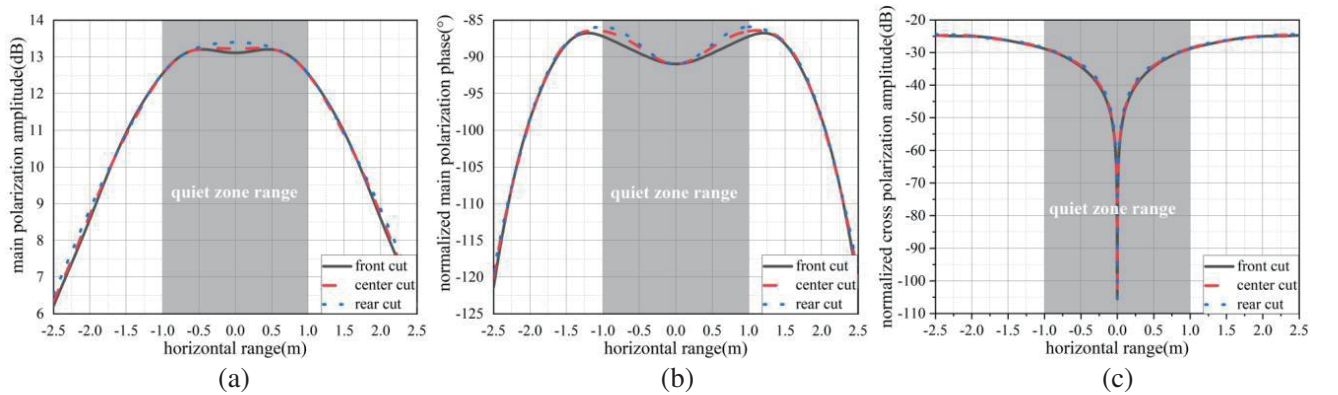 main polarization amplitude(dB)
14
13
12
11
10
9
8
7
6
quiet zone range
front cut
center cut
rear cut
-2.5 -2.0 -1.5 -1.0 -0.5 0.0 0.5 1.0 1.5 2.0 2.5
horizontal range(m)
(a)
normalized main polarization phase(°)
-85
-90
-95
-100
-105
-110
-115
-120
-125
quiet zone range
front cut
center cut
rear cut
-2.5 -2.0 -1.5 -1.0 -0.5 0.0 0.5 1.0 1.5 2.0 2.5
horizontal range(m)
(b)
normalized cross polarization amplitude(dB)
-20
-30
-40
-50
-60
-70
-80
-90
-100
-110
quiet zone range
front cut
center cut
rear cut
-2.5 -2.0 -1.5 -1.0 -0.5 0.0 0.5 1.0 1.5 2.0 2.5
horizontal range(m)
(c)